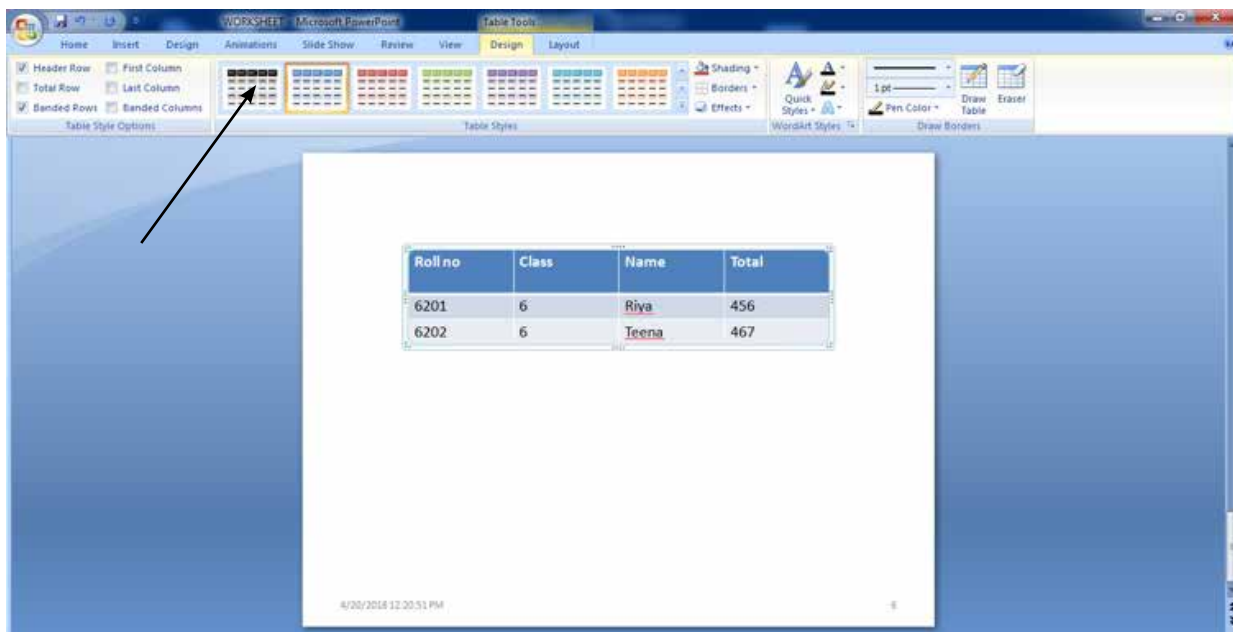 WORKSHEET - Microsoft PowerPoint
Table Tools
Home Insert Design Animations Slide Show Review View Design Layout
Header Row First Column
Total Row Last Column
Banded Rows Banded Columns
Table Style Options
Table Styles
Shading
Borders
Effects
Quick Styles
WordArt Styles
1 pt
Pen Color
Draw Table
Eraser
Draw Borders
Roll no Class Name Total
6201 6 Riya 456
6202 6 Teena 467
4/20/2018 12:20:51 PM
6